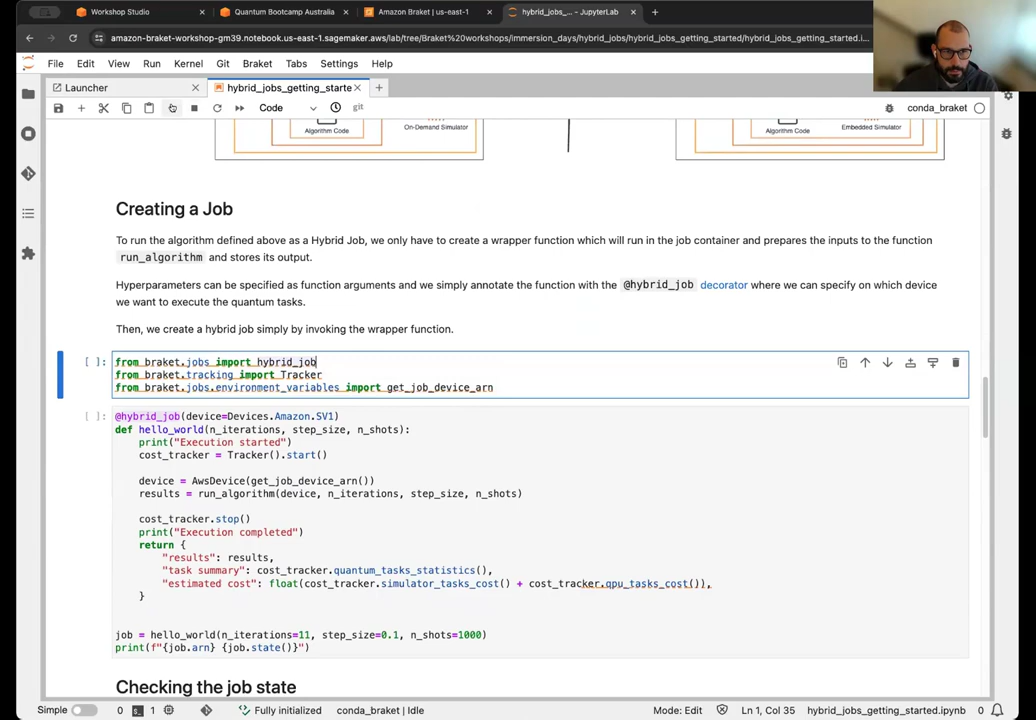 Workshop Studio
Quantum Bootcamp Australia
Amazon Braket | us-east-1
hybrid_jo_... - JupyterLab
amazon-braket-workshop-gm39.notebook.us-east-1.sagemaker.aws/lab/tree/Braket%20workshops/immersion_days/hybrid_jobs/hybrid_jobs_getting_started/hybrid_jobs_getting_started.i...
File Edit View Run Kernel Git Braket Tabs Settings Help
Launcher
hybrid_jobs_getting_starte
Code
git
conda_braket
Algorithm Code
On-Demand Simulator
Algorithm Code
Embedded Simulator
Creating a Job
To run the algorithm defined above as a Hybrid Job, we only have to create a wrapper function which will run in the job container and prepares the inputs to the function
run_algorithm and stores its output.
Hyperparameters can be specified as function arguments and we simply annotate the function with the @hybrid_job decorator where we can specify on which device
we want to execute the quantum tasks.
Then, we create a hybrid job simply by invoking the wrapper function.
[ ]: from braket.jobs import hybrid_job
from braket.tracking import Tracker
from braket.jobs.environment_variables import get_job_device_arn
[ ]: @hybrid_job(device=Devices.Amazon.SV1)
def hello_world(n_iterations, step_size, n_shots):
print("Execution started")
cost_tracker = Tracker().start()
device = AwsDevice(get_job_device_arn())
results = run_algorithm(device, n_iterations, step_size, n_shots)
cost_tracker.stop()
print("Execution completed")
return {
"results": results,
"task summary": cost_tracker.quantum_tasks_statistics(),
"estimated cost": float(cost_tracker.simulator_tasks_cost() + cost_tracker.qpu_tasks_cost()),
}
job = hello_world(n_iterations=11, step_size=0.1, n_shots=1000)
print(f"{job.arn} {job.state()}")
Checking the job state
Simple 0 1 Fully initialized conda_braket | Idle Mode: Edit Ln 1, Col 35 hybrid_jobs_getting_started.ipynb 0